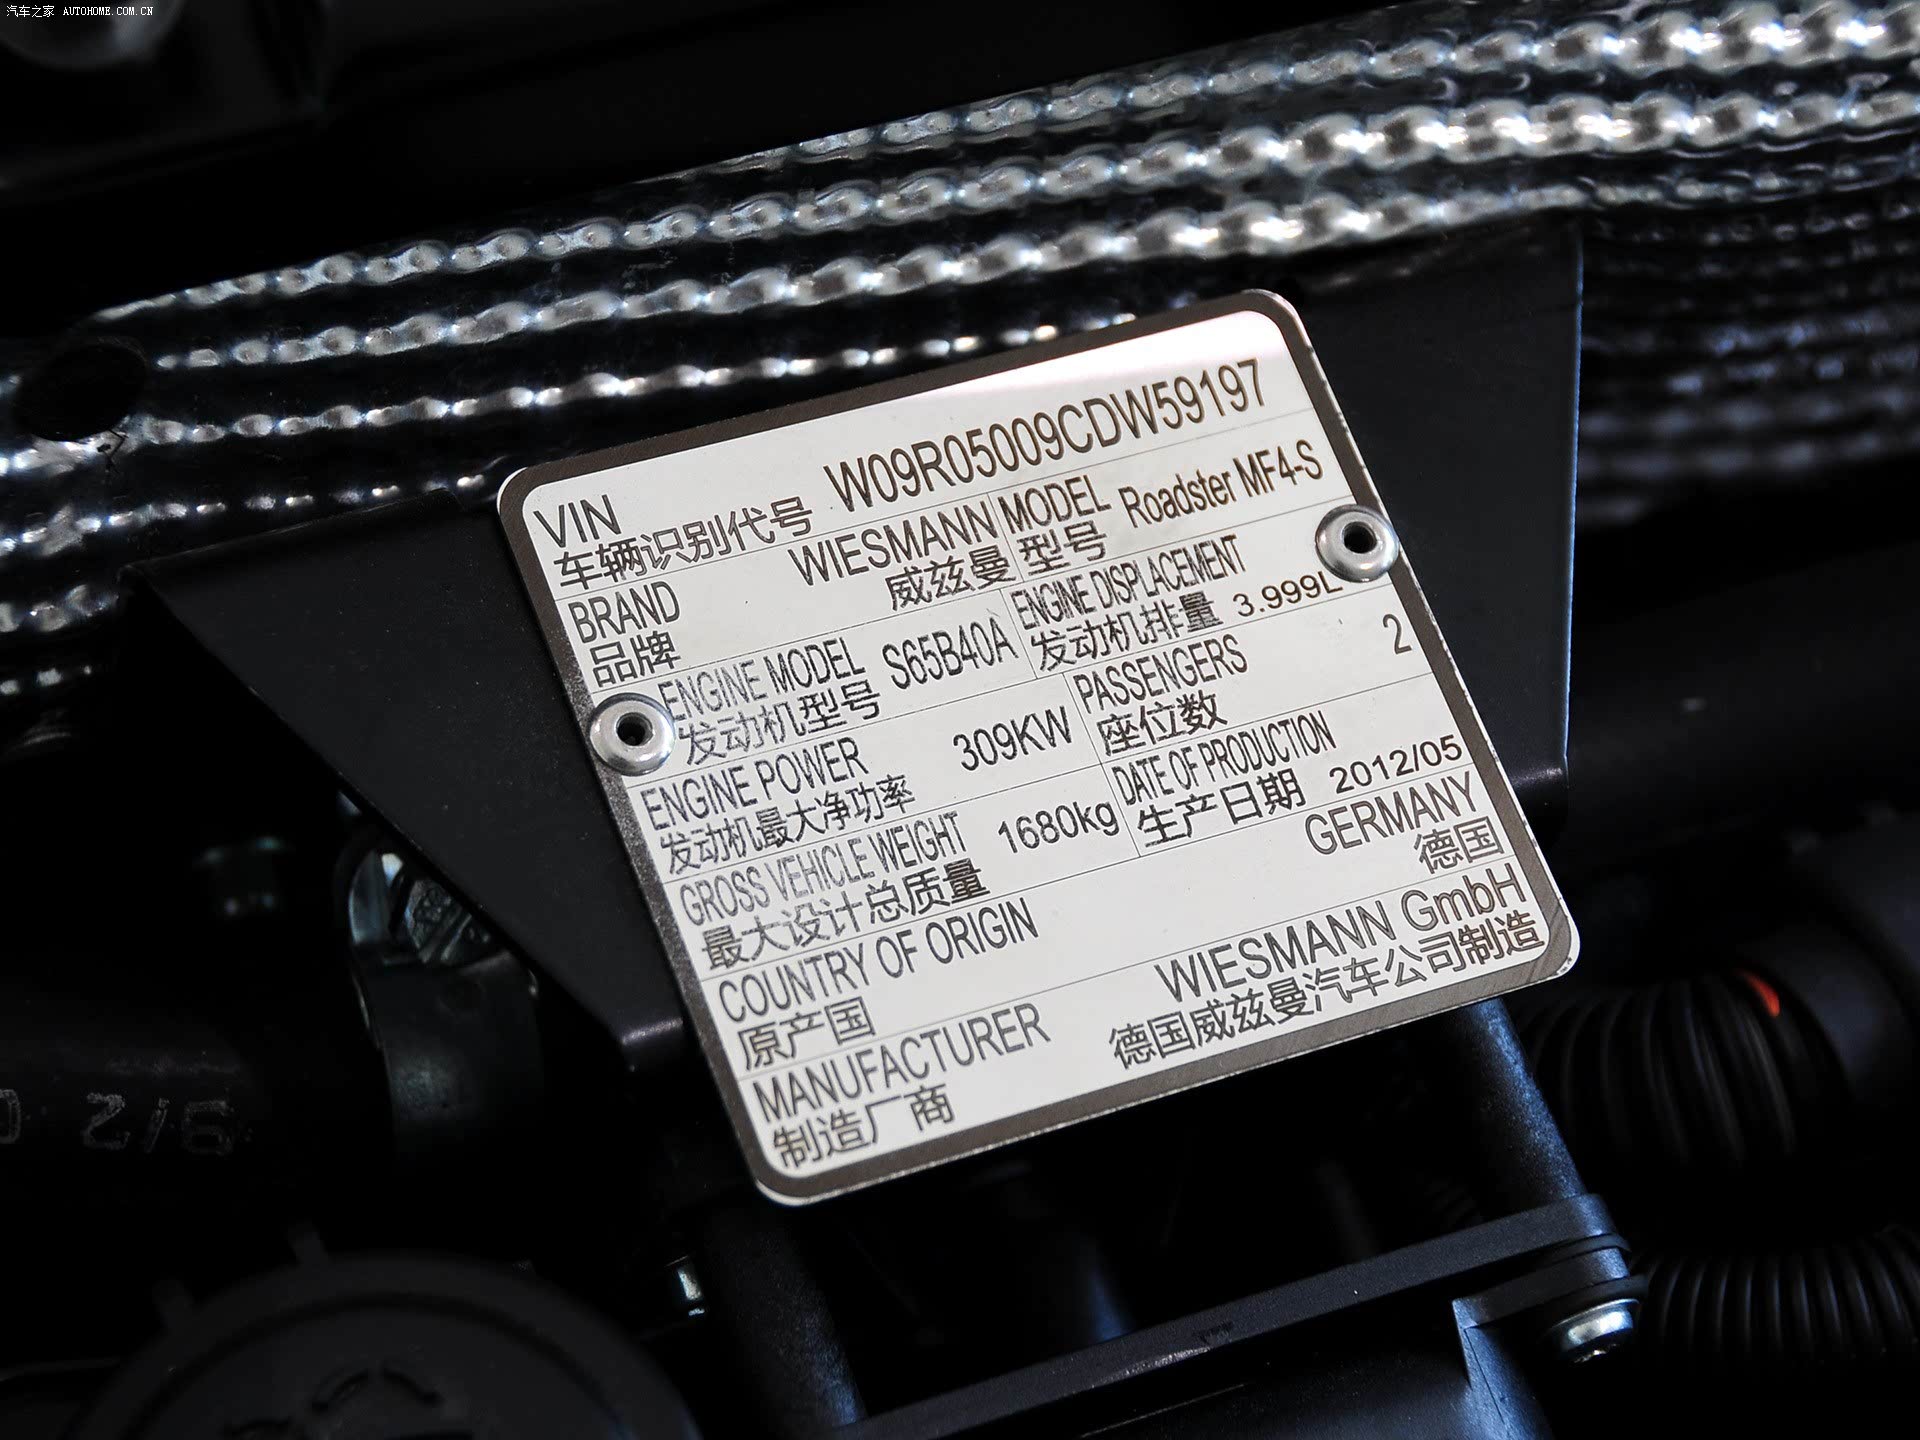 汽车之家 AUTOHOME.COM.CN
VIN
车辆识别代号 W09R05009CDW59197
BRAND WIESMANN
品牌 威兹曼
MODEL Roadster MF4-S
型号
ENGINE MODEL S65B40A
发动机型号
ENGINE DISPLACEMENT
发动机排量 3.999L
ENGINE POWER 309KW
发动机最大净功率
PASSENGERS 2
座位数
GROSS VEHICLE WEIGHT 1680kg
最大设计总质量
DATE OF PRODUCTION
生产日期 2012/05
COUNTRY OF ORIGIN GERMANY
原产国 德国
MANUFACTURER WIESMANN GmbH
制造厂商 德国威兹曼汽车公司制造